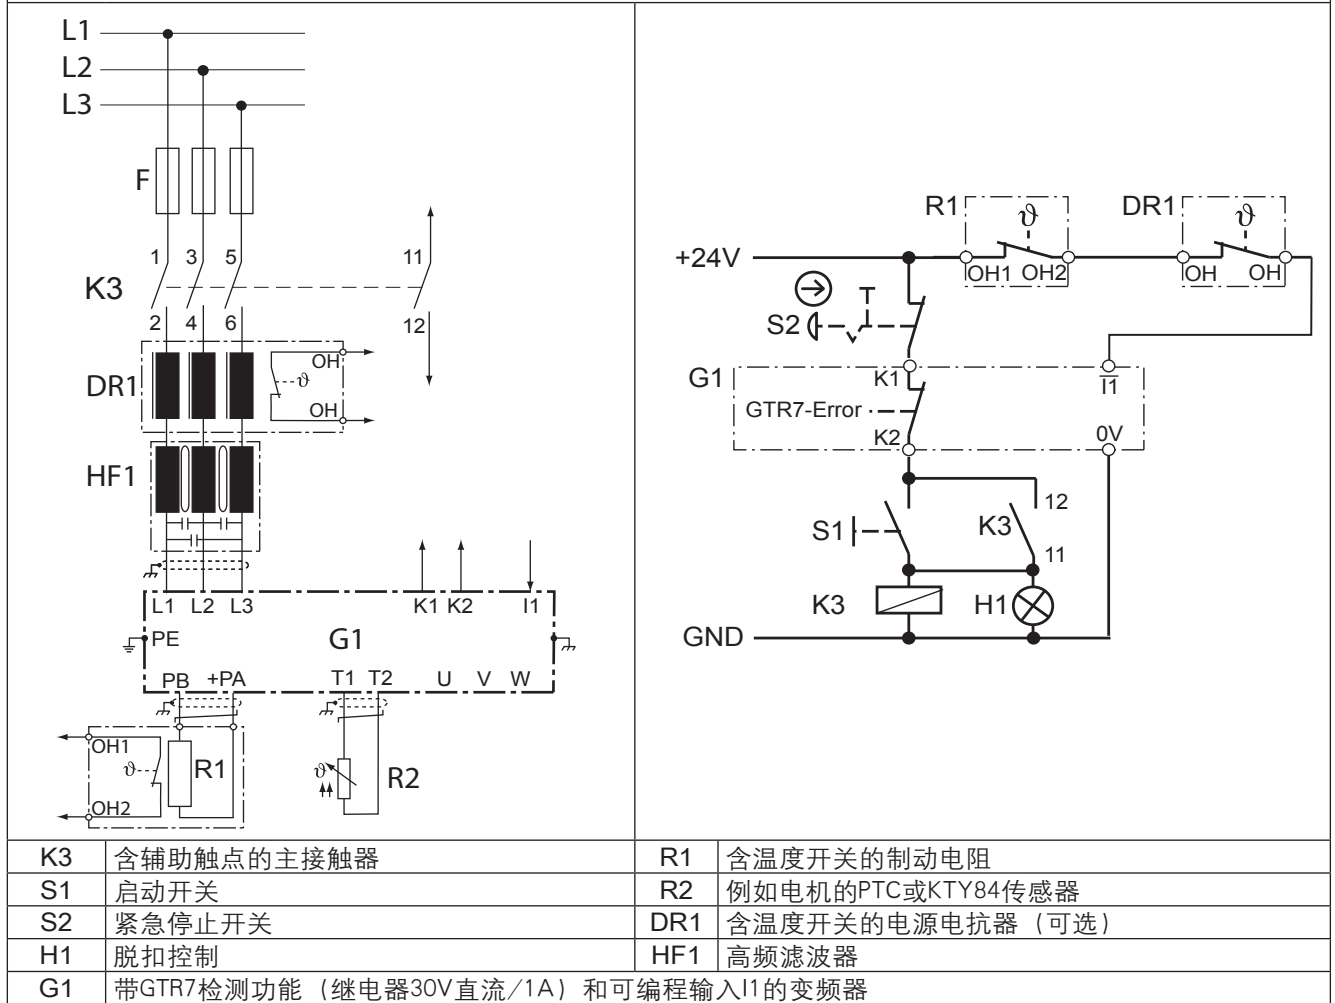 L1
L2
L3
F
1 3 5 11
K3
2 4 6 12
OH
DR1 ϑ
OH
HF1
L1 L2 L3 K1 K2 I1
PE G1
PB +PA T1 T2 U V W
OH1
ϑ R1 ϑ R2
OH2
R1 ϑ DR1 ϑ
+24V OH1 OH2 OH OH
S2
G1 K1 I1
GTR7-Error
K2 0V
12
S1 K3
11
K3 H1
GND
K3 含辅助触点的主接触器 R1 含温度开关的制动电阻
S1 启动开关 R2 例如电机的PTC或KTY84传感器
S2 紧急停止开关 DR1 含温度开关的电源电抗器（可选）
H1 脱扣控制 HF1 高频滤波器
G1 带GTR7检测功能（继电器30V直流/1A）和可编程输入I1的变频器